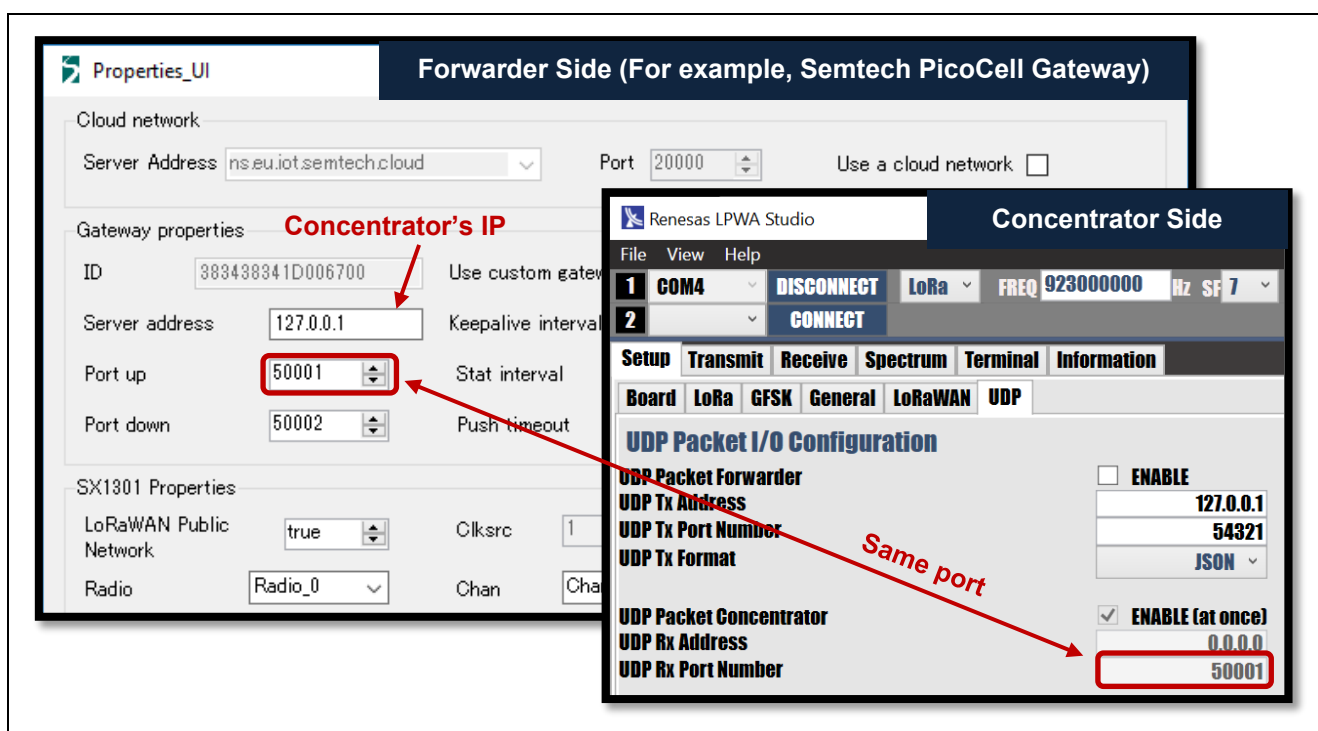 Properties_UI
Forwarder Side (For example, Semtech PicoCell Gateway)
Cloud network
Server Address ns.eu.iot.semtech.cloud Port 20000 Use a cloud network
Gateway properties
Concentrator's IP
ID 383438341D006700 Use custom gatew
Server address 127.0.0.1 Keepalive interval
Port up 50001 Stat interval
Port down 50002 Push timeout
SX1301 Properties
LoRaWAN Public
Network
true Clksrc 1
Radio Radio_0 Chan Cha
Renesas LPWA Studio
Concentrator Side
File View Help
1 COM4 DISCONNECT LoRa FREQ 923000000 Hz SF 7
2 CONNECT
Setup Transmit Receive Spectrum Terminal Information
Board LoRa GFSK General LoRaWAN UDP
UDP Packet I/O Configuration
UDP Packet Forwarder ENABLE
UDP Tx Address 127.0.0.1
UDP Tx Port Number 54321
UDP Tx Format JSON
Same port
UDP Packet Concentrator ENABLE (at once)
UDP Rx Address 0.0.0.0
UDP Rx Port Number 50001